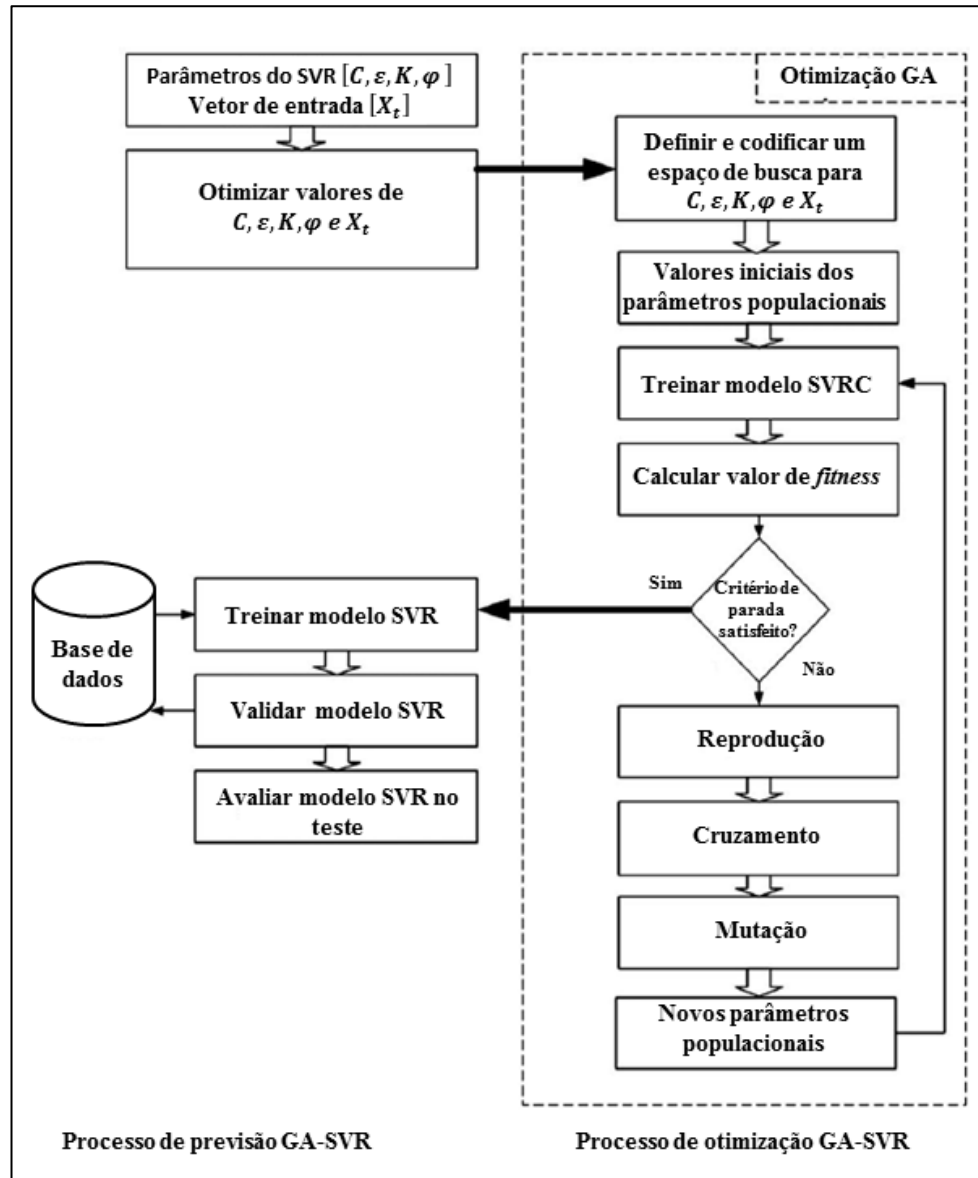 Parâmetros do SVR [C, ε, K, φ]
Vetor de entrada [Xₜ]
Otimizar valores de
C, ε, K, φ e Xₜ
Otimização GA
Definir e codificar um
espaço de busca para
C, ε, K, φ e Xₜ
Valores iniciais dos
parâmetros populacionais
Treinar modelo SVRC
Calcular valor de fitness
Critério de
parada
satisfeito?
Sim
Não
Reprodução
Cruzamento
Mutação
Novos parâmetros
populacionais
Base de
dados
Treinar modelo SVR
Validar modelo SVR
Avaliar modelo SVR no
teste
Processo de previsão GA-SVR
Processo de otimização GA-SVR